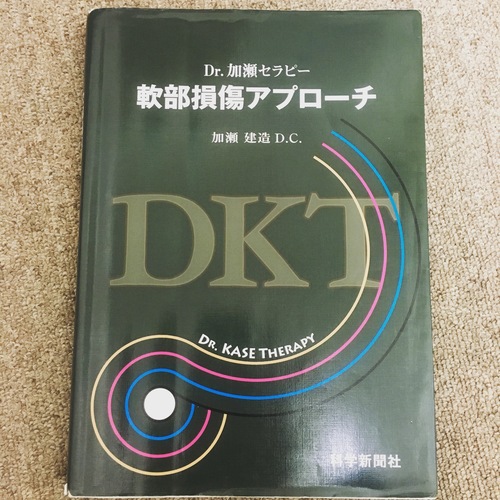 Dr.加瀬セラピー
軟部損傷アプローチ
加瀬 建造 D.C.
DKT
DR. KASE THERAPY
科学新聞社